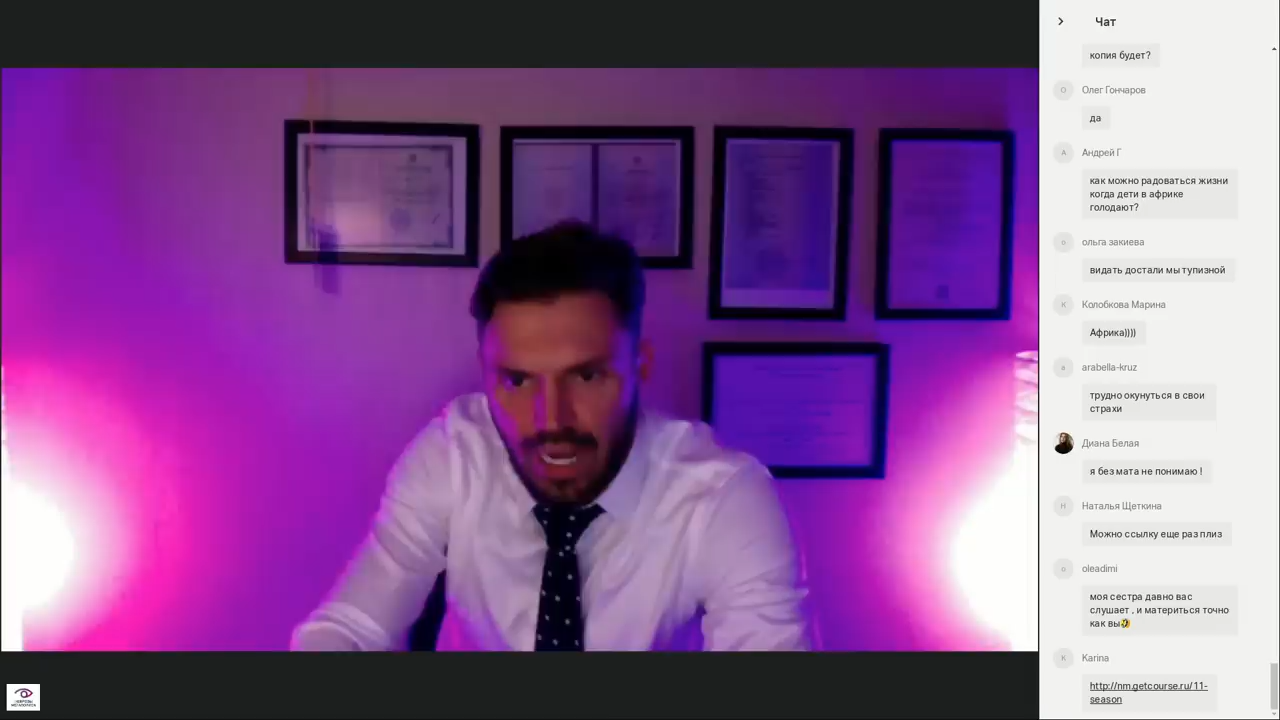 Чат
копия будет?
О
Олег Гончаров
да
А
Андрей Г
как можно радоваться жизни
когда дети в африке
голодают?
о
ольга закиева
видать достали мы тупизной
К
Колобкова Марина
Африка))))
a
arabella-kruz
трудно окунуться в свои
страхи
Диана Белая
я без мата не понимаю !
Н
Наталья Щеткина
Можно ссылку еще раз плиз
o
oleadimi
моя сестра давно вас
слушает , и материться точно
как вы🤣
K
Karina
http://nm.getcourse.ru/11-
season